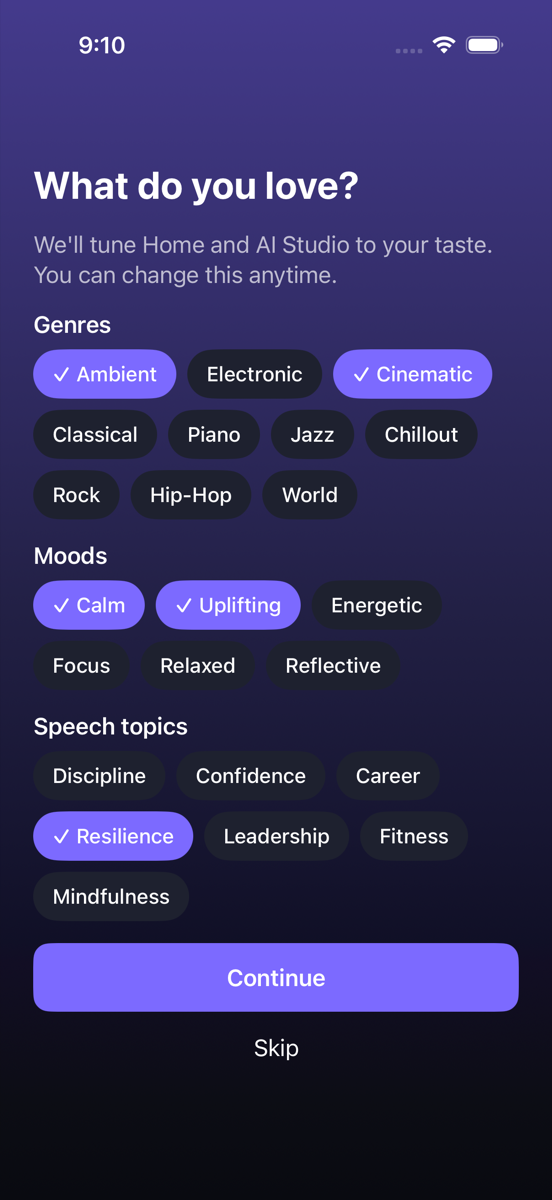 9:10
What do you love?
We'll tune Home and AI Studio to your taste.
You can change this anytime.
Genres
✓ Ambient Electronic ✓ Cinematic
Classical Piano Jazz Chillout
Rock Hip-Hop World
Moods
✓ Calm ✓ Uplifting Energetic
Focus Relaxed Reflective
Speech topics
Discipline Confidence Career
✓ Resilience Leadership Fitness
Mindfulness
Continue
Skip